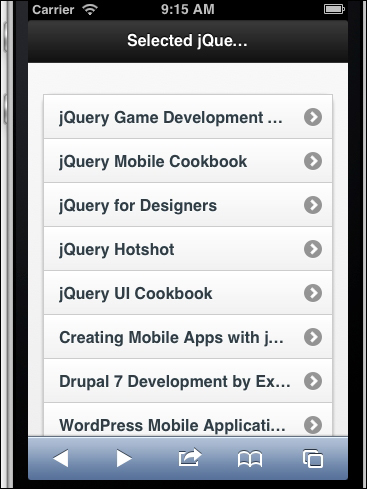 Carrier 9:15 AM
Selected jQue...
jQuery Game Development ...
jQuery Mobile Cookbook
jQuery for Designers
jQuery Hotshot
jQuery UI Cookbook
Creating Mobile Apps with j...
Drupal 7 Development by Ex...
WordPress Mobile Applicati...